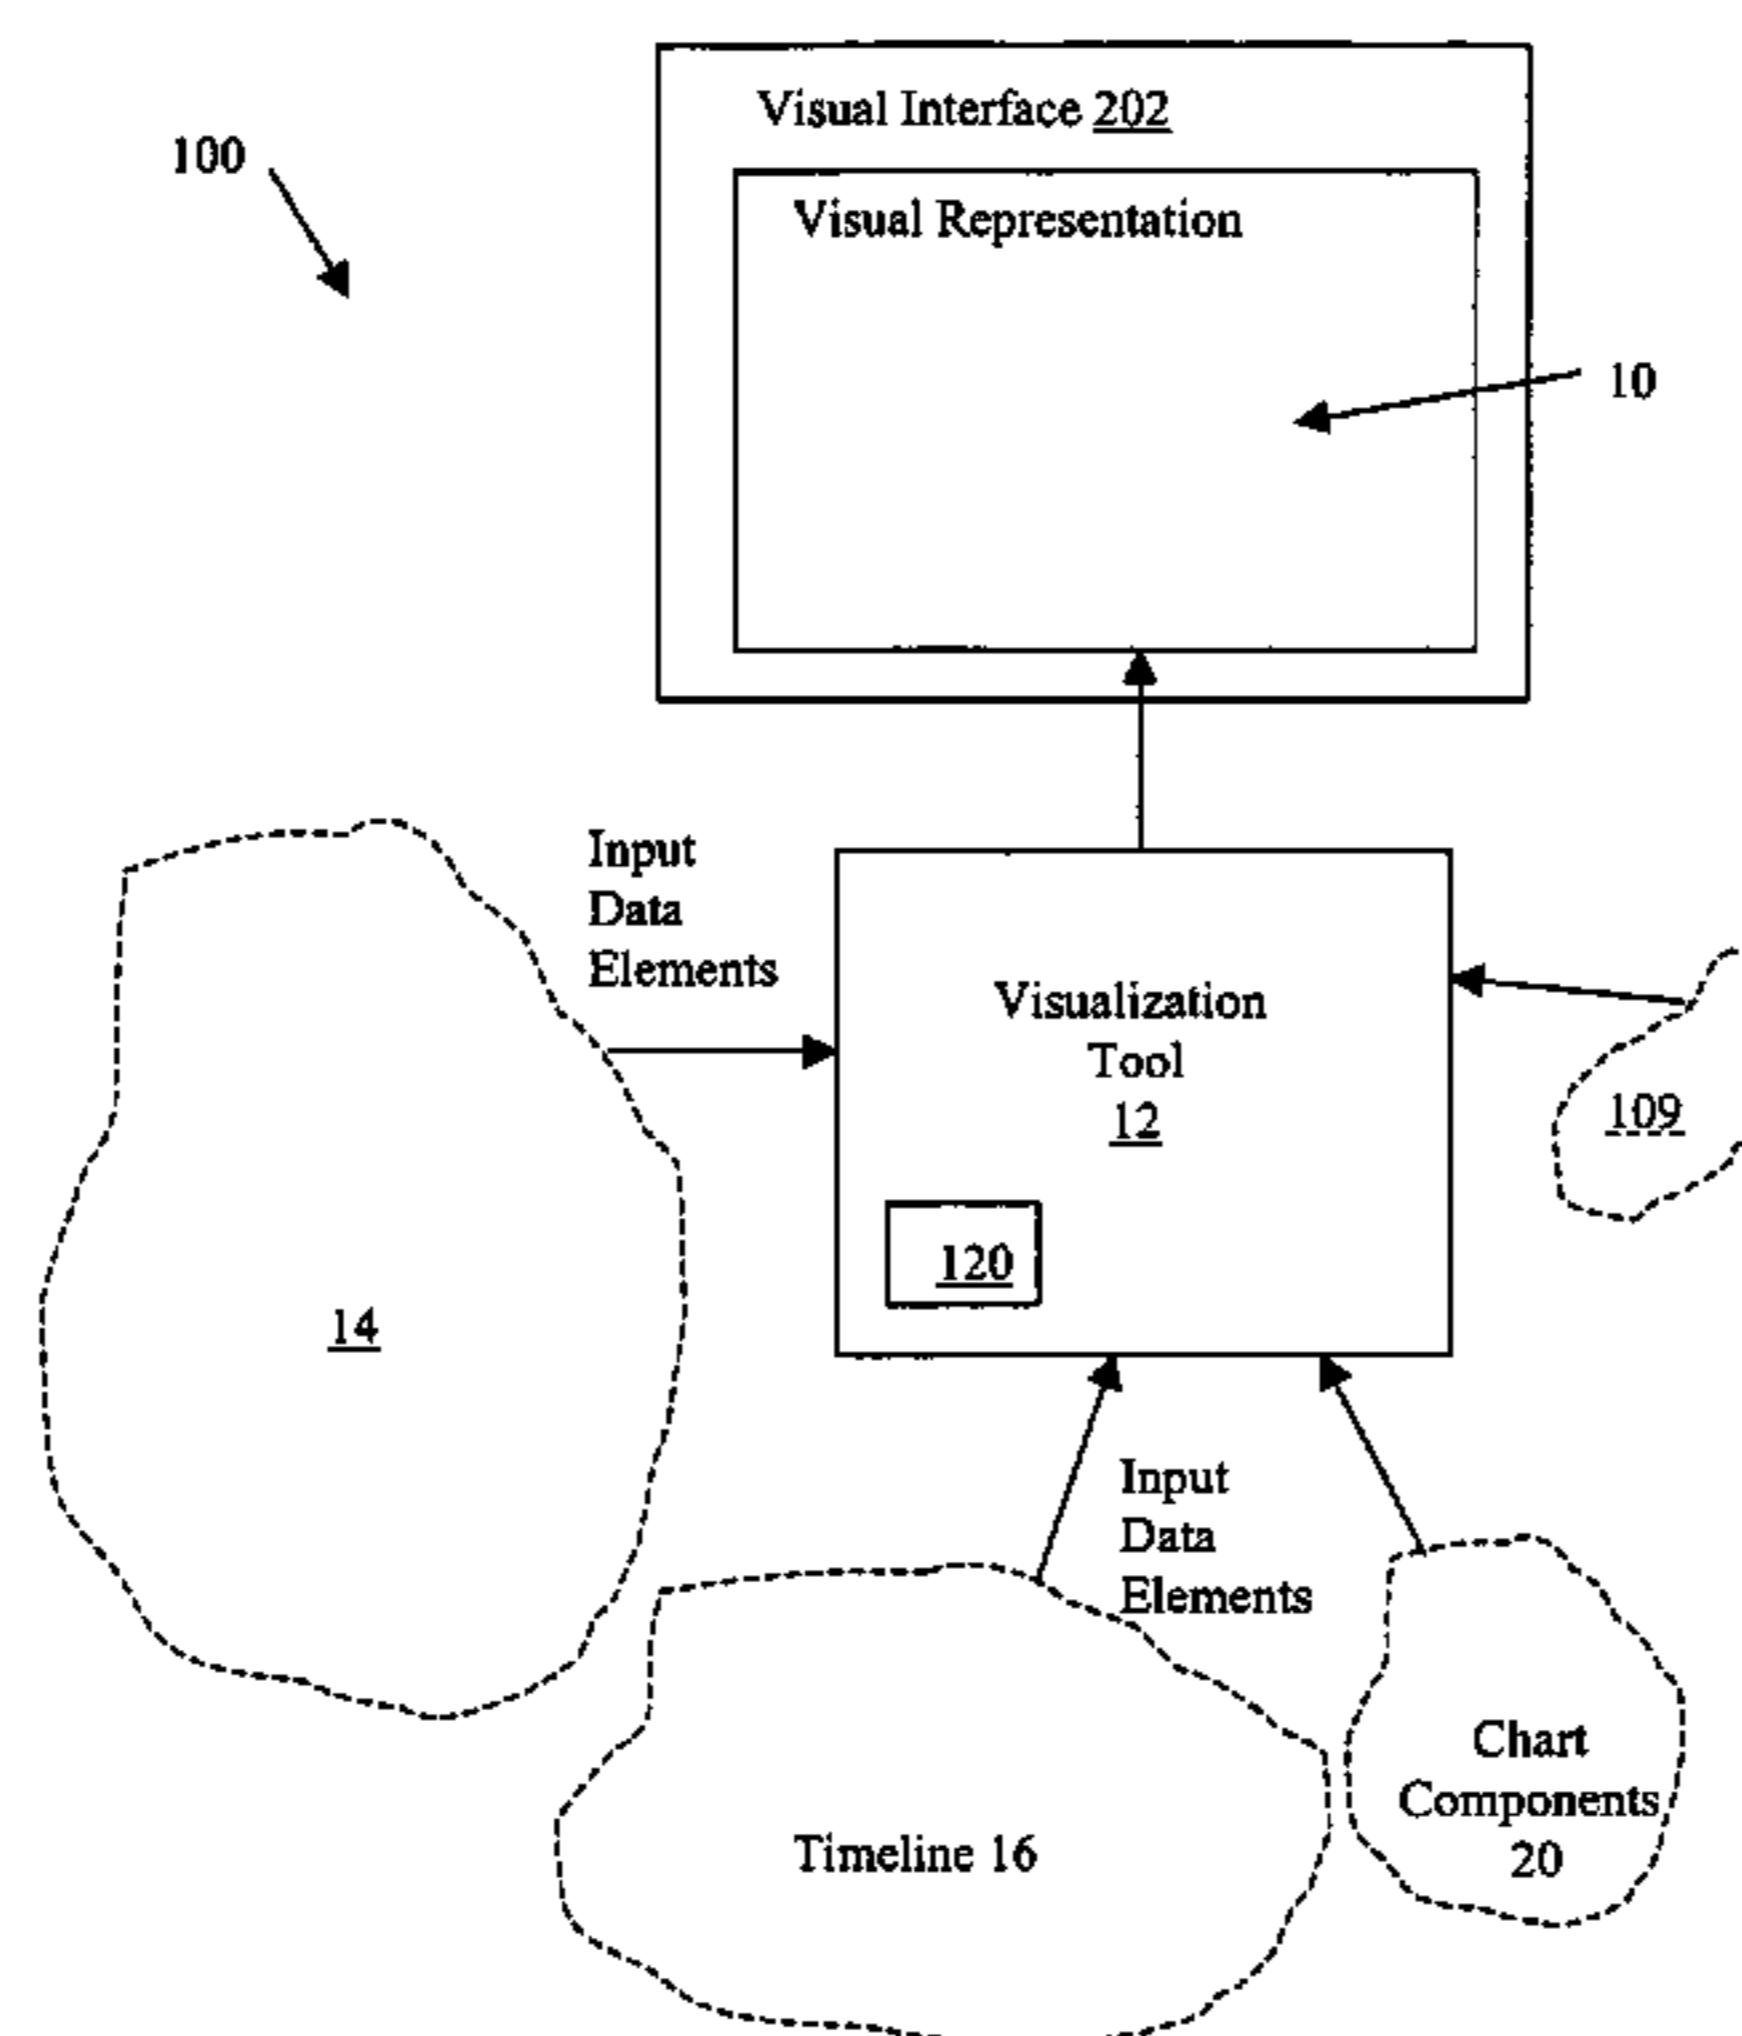 Visual Interface 202
100
Visual Representation
10
Input
Data
Elements
Visualization
Tool
12
109
120
14
Input
Data
Elements
Chart
Components
20
Timeline 16